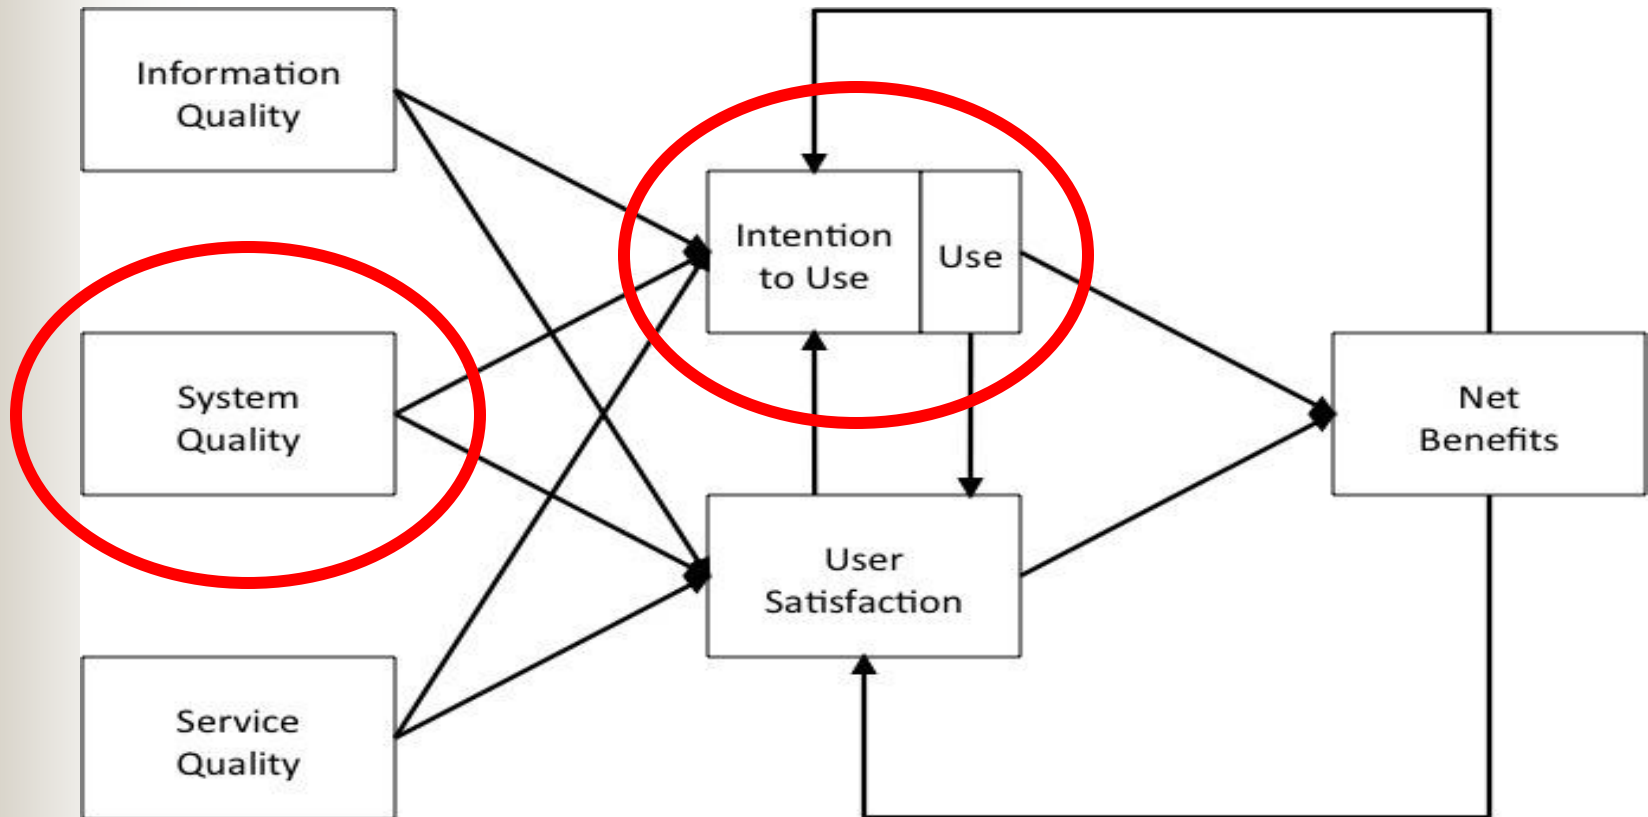 Information
Quality
Intention
to Use
Use
System
Quality
Net
Benefits
User
Satisfaction
Service
Quality